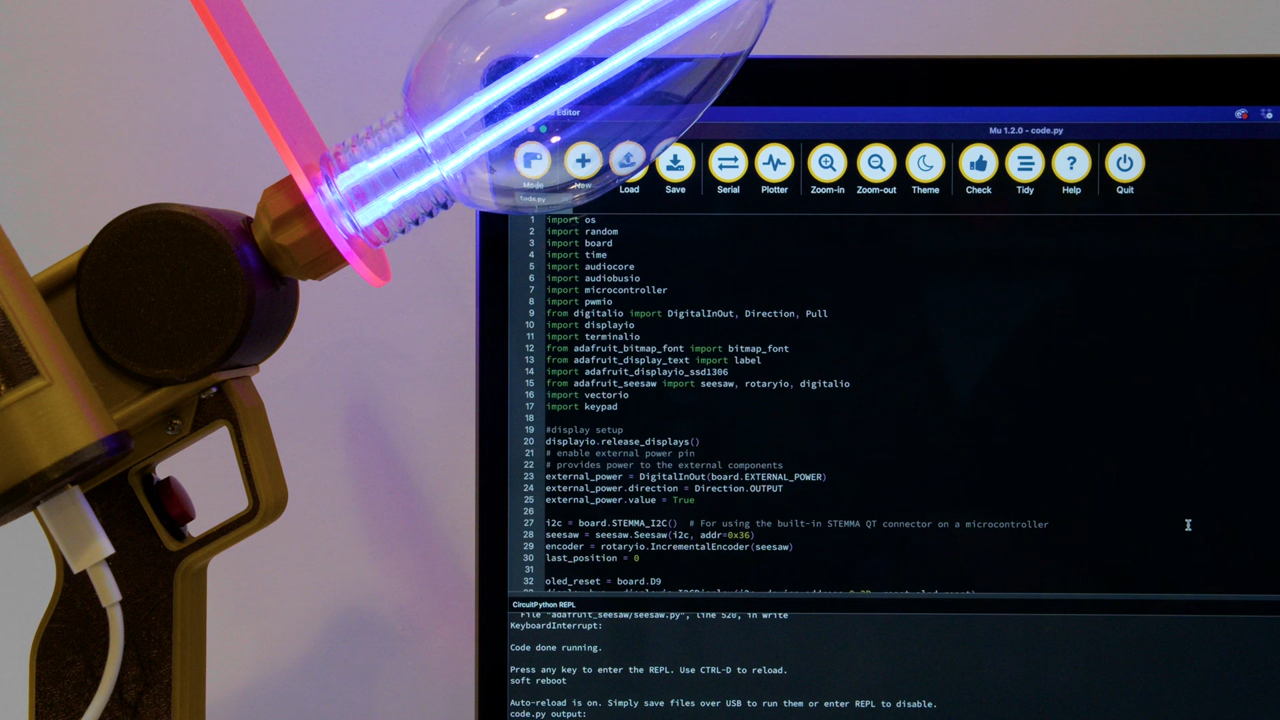 Editor
Mu 1.2.0 - code.py
Mode New Load Save Serial Plotter Zoom-in Zoom-out Theme Check Tidy Help Quit
code.py
1 import os
2 import random
3 import board
4 import time
5 import audiocore
6 import audiobusio
7 import microcontroller
8 import pwmio
9 from digitalio import DigitalInOut, Direction, Pull
10 import displayio
11 import terminalio
12 from adafruit_bitmap_font import bitmap_font
13 from adafruit_display_text import label
14 import adafruit_displayio_ssd1306
15 from adafruit_seesaw import seesaw, rotaryio, digitalio
16 import vectorio
17 import keypad
18
19 #display setup
20 displayio.release_displays()
21 # enable external power pin
22 # provides power to the external components
23 external_power = DigitalInOut(board.EXTERNAL_POWER)
24 external_power.direction = Direction.OUTPUT
25 external_power.value = True
26
27 i2c = board.STEMMA_I2C()  # For using the built-in STEMMA QT connector on a microcontroller
28 seesaw = seesaw.Seesaw(i2c, addr=0x36)
29 encoder = rotaryio.IncrementalEncoder(seesaw)
30 last_position = 0
31
32 oled_reset = board.D9
CircuitPython REPL
File "adafruit_seesaw/seesaw.py", line 520, in write
KeyboardInterrupt:
Code done running.
Press any key to enter the REPL. Use CTRL-D to reload.
soft reboot
Auto-reload is on. Simply save files over USB to run them or enter REPL to disable.
code.py output: